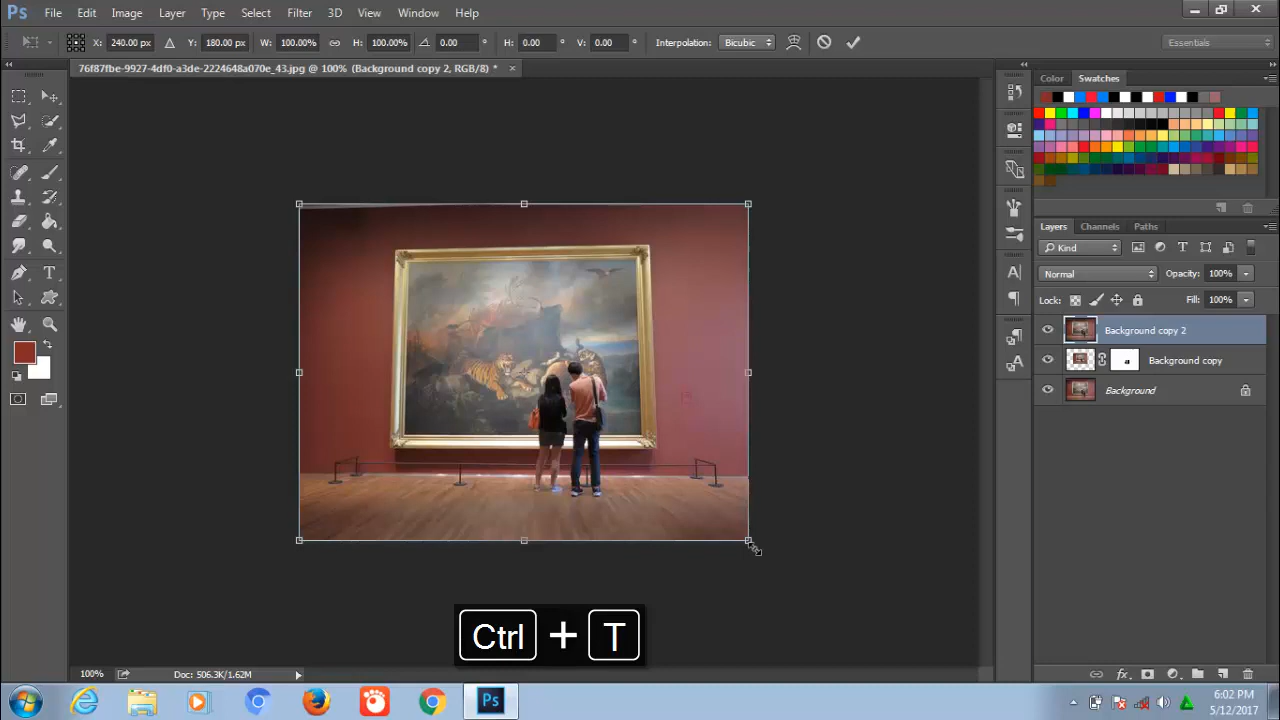 Ps File Edit Image Layer Type Select Filter 3D View Window Help
X: 240.00 px Y: 180.00 px W: 100.00% H: 100.00% 0.00 ° H: 0.00 ° V: 0.00 ° Interpolation: Bicubic Essentials
76f87fbe-9927-4df0-a3de-2224648a070e_43.jpg @ 100% (Background copy 2, RGB/8) *
Color Swatches
Layers Channels Paths
Kind
Normal Opacity: 100%
Lock: Fill: 100%
Background copy 2
Background copy
Background
Ctrl + T
100% Doc: 506.3K/1.62M
Ps
6:02 PM
5/12/2017